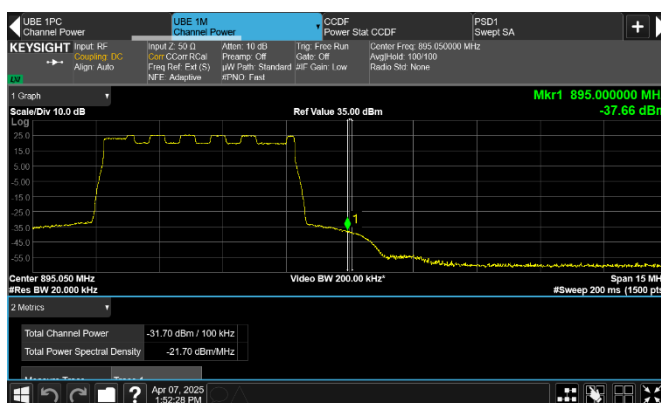 UBE 1PC
Channel Power
UBE 1M
Channel Power
CCDF
Power Stat CCDF
PSD1
Swept SA
KEYSIGHT
Input: RF
Coupling: DC
Align: Auto
Input Z: 50 Ω
Corr CCorr RCal
Freq Ref: Ext (S)
NFE: Adaptive
Atten: 10 dB
Preamp: Off
µW Path: Standard
#PNO: Fast
Trig: Free Run
Gate: Off
#IF Gain: Low
Center Freq: 895.050000 MHz
Avg|Hold: 100/100
Radio Std: None
1 Graph
Mkr1 895.000000 MH
-37.66 dBr
Scale/Div 10.0 dB
Ref Value 35.00 dBm
Log
25.0
15.0
5.00
-5.00
-15.0
-25.0
-35.0
-45.0
-55.0
1
Center 895.050 MHz
Video BW 200.00 kHz*
Span 15 MH
#Res BW 20.000 kHz
#Sweep 200 ms (1500 pts
2 Metrics
Total Channel Power
-31.70 dBm / 100 kHz
Total Power Spectral Density
-21.70 dBm/MHz
?
Apr 07, 2025
1:52:28 PM